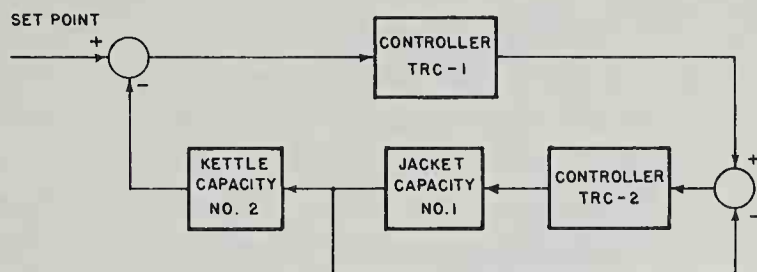 SET POINT
+
-
CONTROLLER
TRC-1
KETTLE
CAPACITY
NO. 2
JACKET
CAPACITY
NO.1
CONTROLLER
TRC-2
+
-